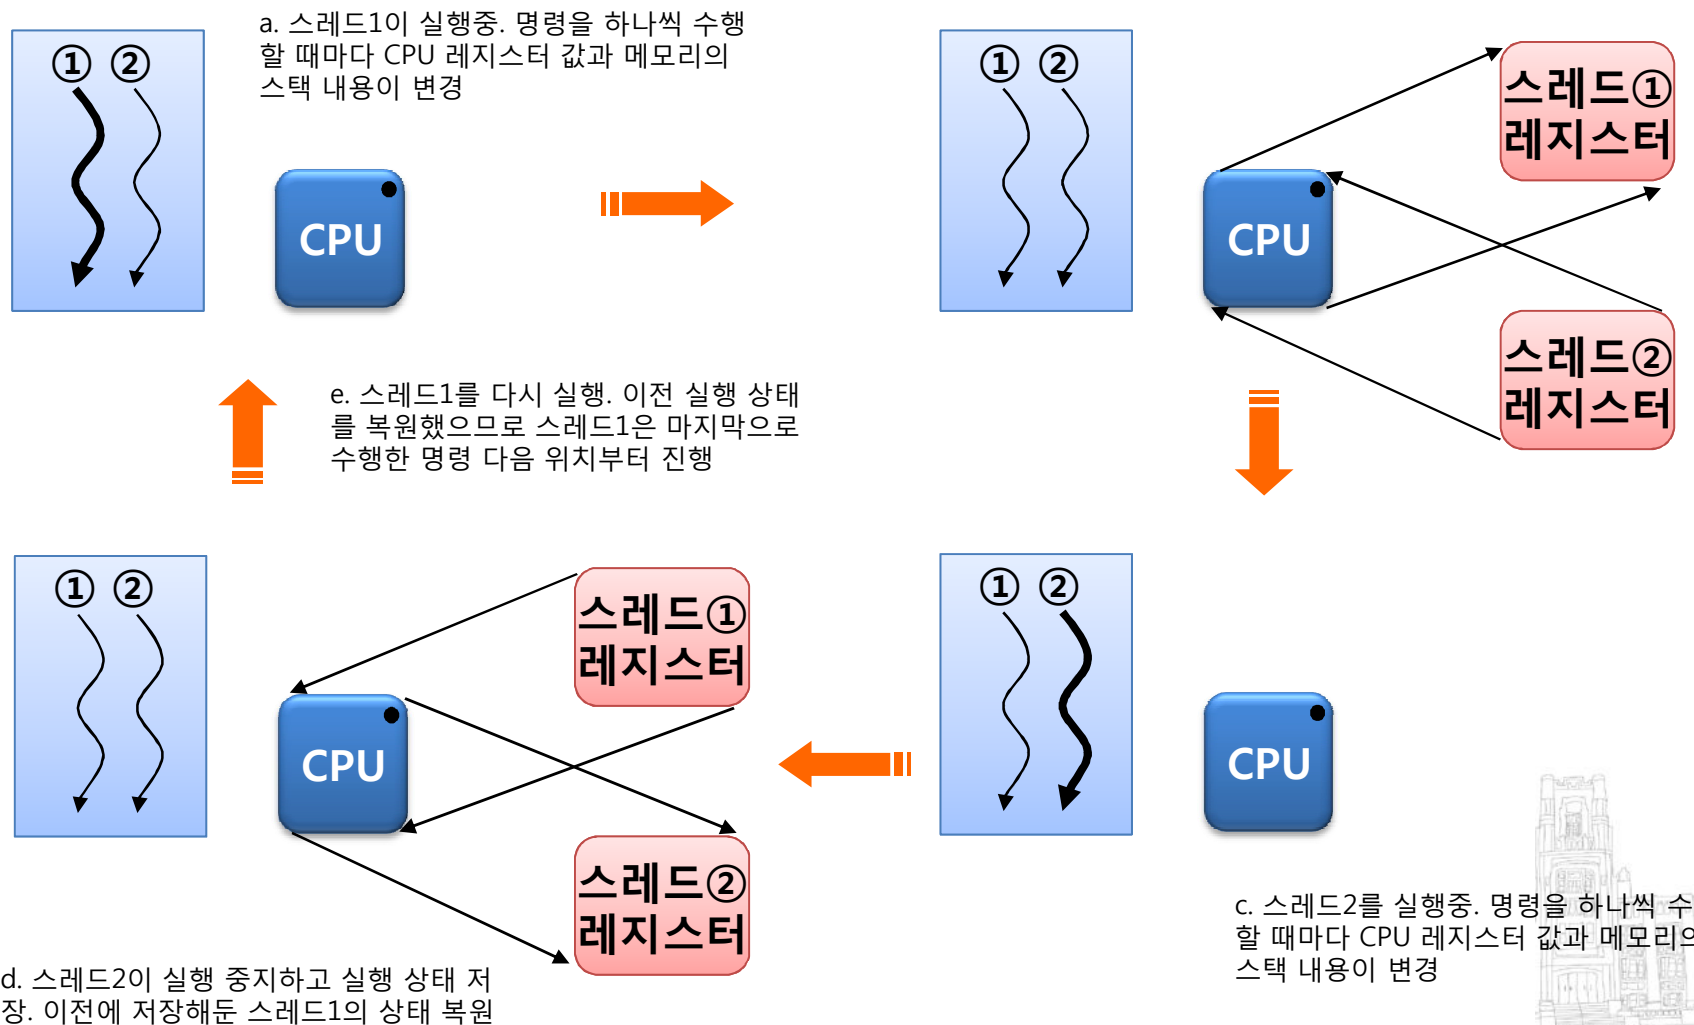 a. 스레드1이 실행중. 명령을 하나씩 수행
할 때마다 CPU 레지스터 값과 메모리의
스택 내용이 변경
① ②
CPU
① ②
CPU
스레드①
레지스터
스레드②
레지스터
e. 스레드1를 다시 실행. 이전 실행 상태
를 복원했으므로 스레드1은 마지막으로
수행한 명령 다음 위치부터 진행
① ②
CPU
스레드①
레지스터
스레드②
레지스터
d. 스레드2이 실행 중지하고 실행 상태 저
장. 이전에 저장해둔 스레드1의 상태 복원
① ②
CPU
c. 스레드2를 실행중. 명령을 하나씩 수
할 때마다 CPU 레지스터 값과 메모리의
스택 내용이 변경